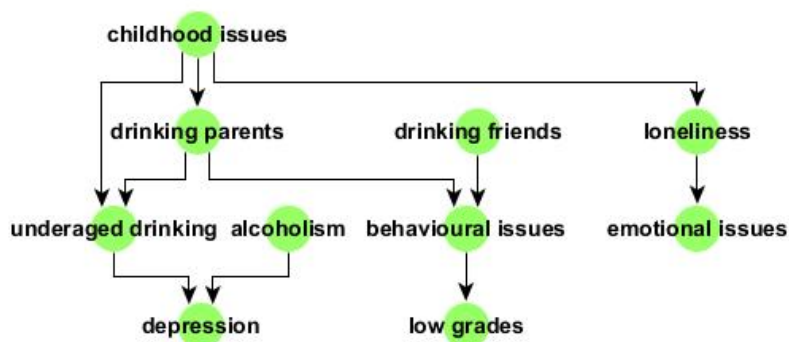 childhood issues
drinking parents
drinking friends
loneliness
underaged drinking
alcoholism
behavioural issues
emotional issues
depression
low grades